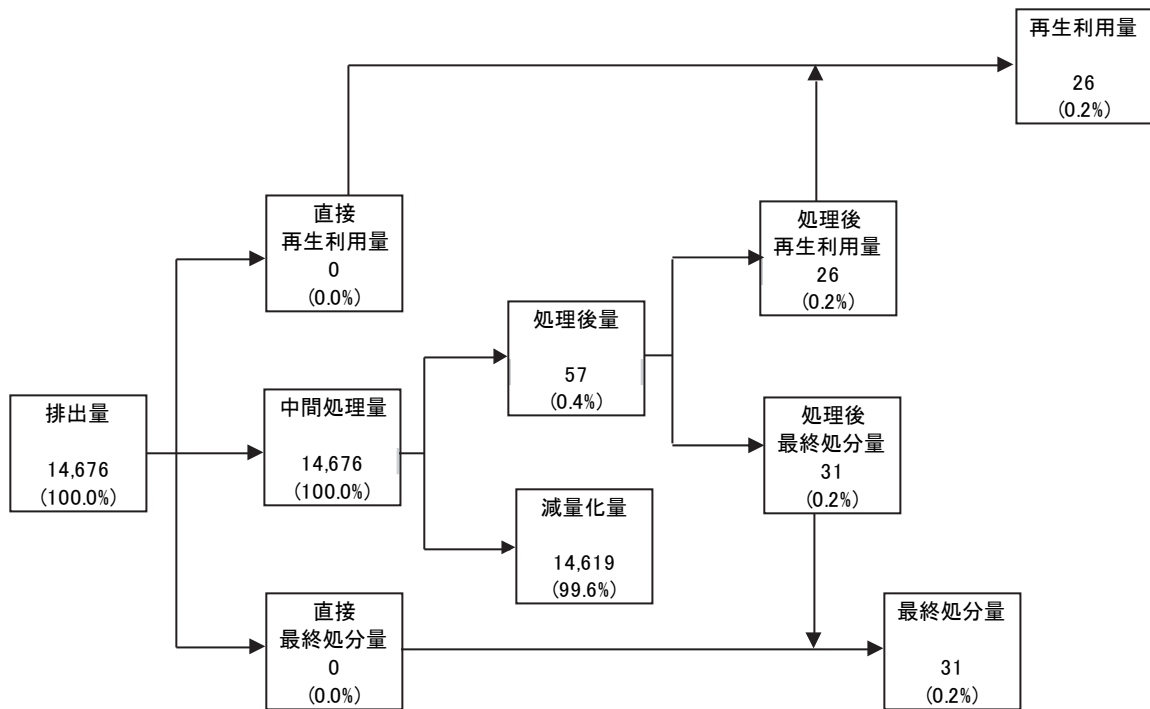 再生利用量
26
(0.2%)
直接
再生利用量
0
(0.0%)
処理後
再生利用量
26
(0.2%)
処理後量
57
(0.4%)
排出量
14,676
(100.0%)
中間処理量
14,676
(100.0%)
処理後
最終処分量
31
(0.2%)
減量化量
14,619
(99.6%)
直接
最終処分量
0
(0.0%)
最終処分量
31
(0.2%)